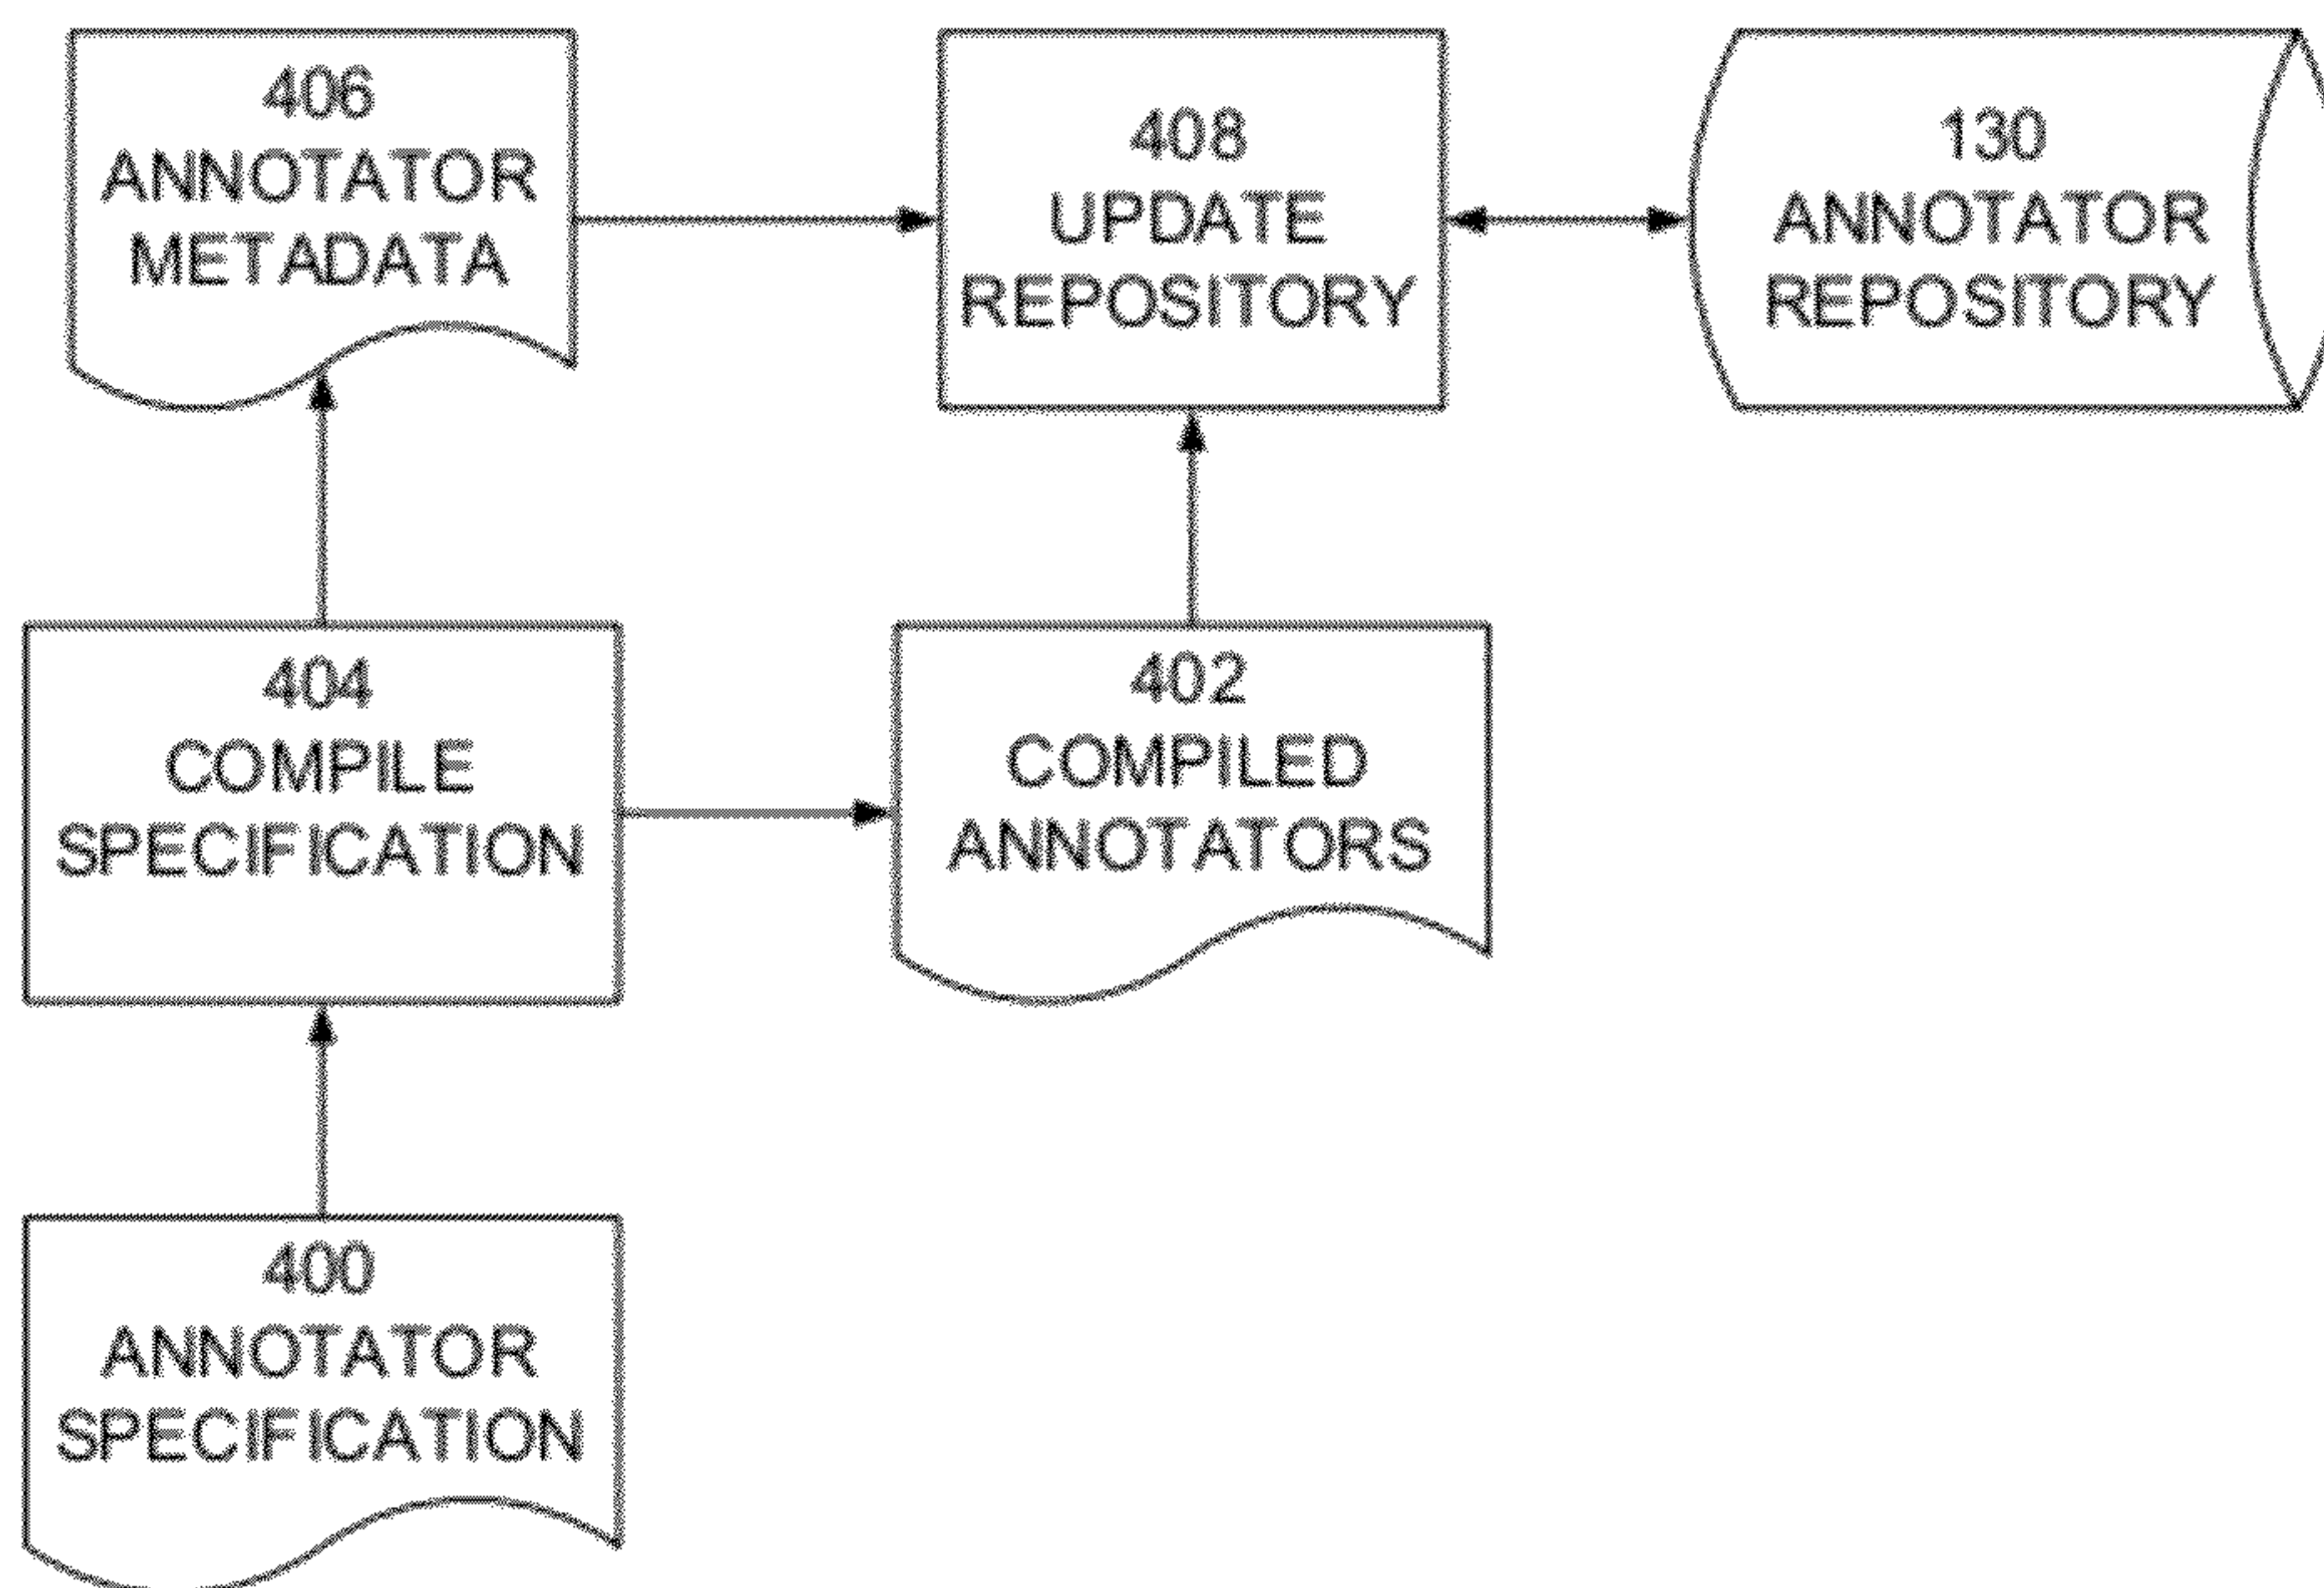 406
ANNOTATOR
METADATA
408
UPDATE
REPOSITORY
130
ANNOTATOR
REPOSITORY
404
COMPILE
SPECIFICATION
402
COMPILED
ANNOTATORS
400
ANNOTATOR
SPECIFICATION